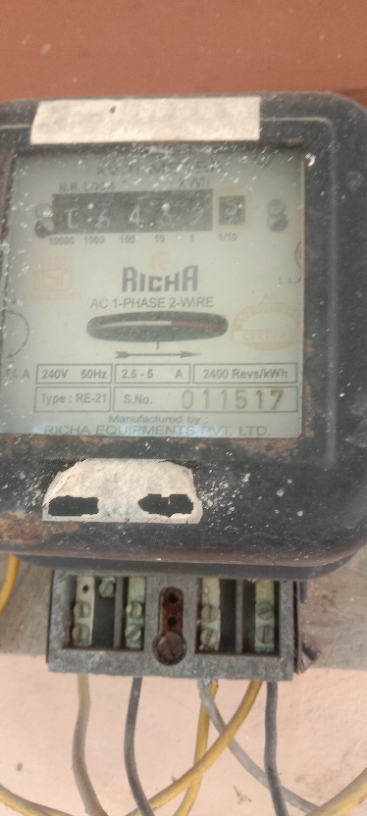 10000 1000 100 10 1 1/10
RICHA
AC 1-PHASE 2-WIRE
240V 50Hz 2.5 - 5 A 2400 Revs/kWh
Type : RE-21 S.No. 011517
Manufactured by :
RICHA EQUIPMENTS PVT. LTD.